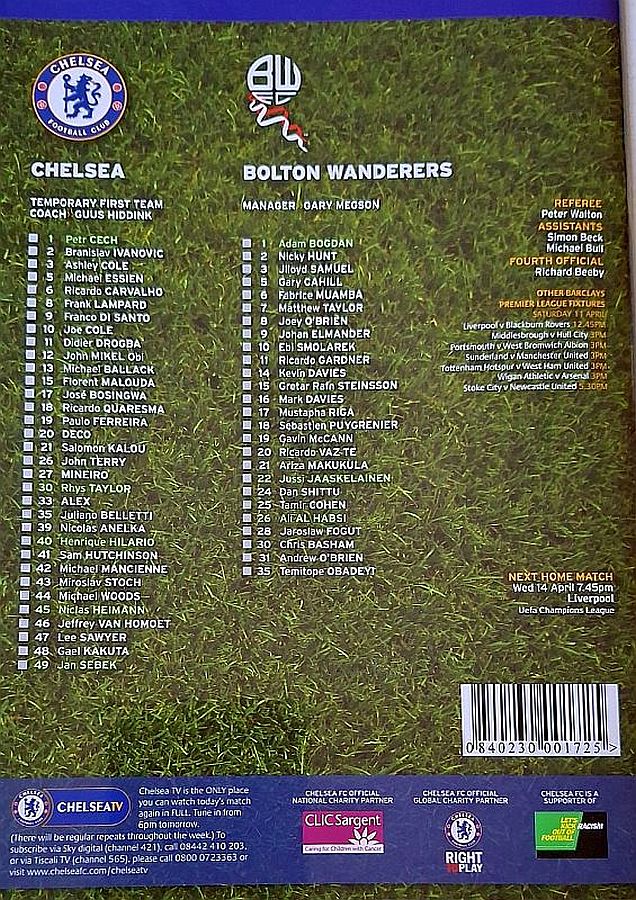 CHELSEA
FOOTBALL CLUB
CHELSEA
TEMPORARY FIRST TEAM
COACH GUUS HIDDINK
1 Petr CECH
2 Branislav IVANOVIC
3 Ashley COLE
5 Michael ESSIEN
6 Ricardo CARVALHO
8 Frank LAMPARD
9 Franco DI SANTO
10 Joe COLE
11 Didier DROGBA
12 John MIKEL Obi
13 Michael BALLACK
15 Florent MALOUDA
17 José BOSINGWA
18 Ricardo QUARESMA
19 Paulo FERREIRA
20 DECO
21 Salomon KALOU
26 John TERRY
27 MINEIRO
30 Rhys TAYLOR
33 ALEX
35 Juliano BELLETTI
39 Nicolas ANELKA
40 Henrique HILARIO
41 Sam HUTCHINSON
42 Michael MANCIENNE
43 Miroslav STOCH
44 Michael WOODS
45 Niclas HEIMANN
46 Jeffrey VAN HOMOET
47 Lee SAWYER
48 Gael KAKUTA
49 Jan SEBEK
BWFC
BOLTON WANDERERS
MANAGER GARY MEGSON
1 Adam BOGDAN
2 Nicky HUNT
3 Jlloyd SAMUEL
5 Gary CAHILL
6 Fabrice MUAMBA
7 Matthew TAYLOR
8 Joey O'BRIEN
9 Johan ELMANDER
10 Ebi SMOLAREK
11 Ricardo GARDNER
14 Kevin DAVIES
15 Gretar Rafn STEINSSON
16 Mark DAVIES
17 Mustapha RIGA
18 Sebastien PUYGRENIER
19 Gavin McCANN
20 Ricardo VAZ-TE
21 Ariza MAKUKULA
22 Jussi JAASKELAINEN
24 Dan SHITTU
25 Tamir COHEN
26 Ali AL HABSI
28 Jaroslaw FOGUT
30 Chris BASHAM
31 Andrew O'BRIEN
35 Temitope OBADEYI
REFEREE
Peter Walton
ASSISTANTS
Simon Beck
Michael Bull
FOURTH OFFICIAL
Richard Beeby
OTHER BARCLAYS
PREMIER LEAGUE FIXTURES
SATURDAY 11 APRIL
Liverpool v Blackburn Rovers 12.45PM
Middlesbrough v Hull City 3PM
Portsmouth v West Bromwich Albion 3PM
Sunderland v Manchester United 3PM
Tottenham Hotspur v West Ham United 3PM
Wigan Athletic v Arsenal 3PM
Stoke City v Newcastle United 5.30PM
NEXT HOME MATCH
Wed 14 April 7.45pm
Liverpool
Uefa Champions League
0 840230 001725 >
CHELSEATV
Chelsea TV is the ONLY place
you can watch today's match
again in FULL. Tune in from
6pm tomorrow.
(There will be regular repeats throughout the week.) To
subscribe via Sky digital (channel 421), call 08442 410 203,
or via Tiscali TV (channel 565), please call 0800 0723363 or
visit www.chelseafc.com/chelseatv
CHELSEA FC OFFICIAL
NATIONAL CHARITY PARTNER
CLIC Sargent
Caring for Children with Cancer
CHELSEA FC OFFICIAL
GLOBAL CHARITY PARTNER
RIGHT
TO PLAY
CHELSEA FC IS A
SUPPORTER OF
LET'S
KICK RACISM
OUT OF
FOOTBALL